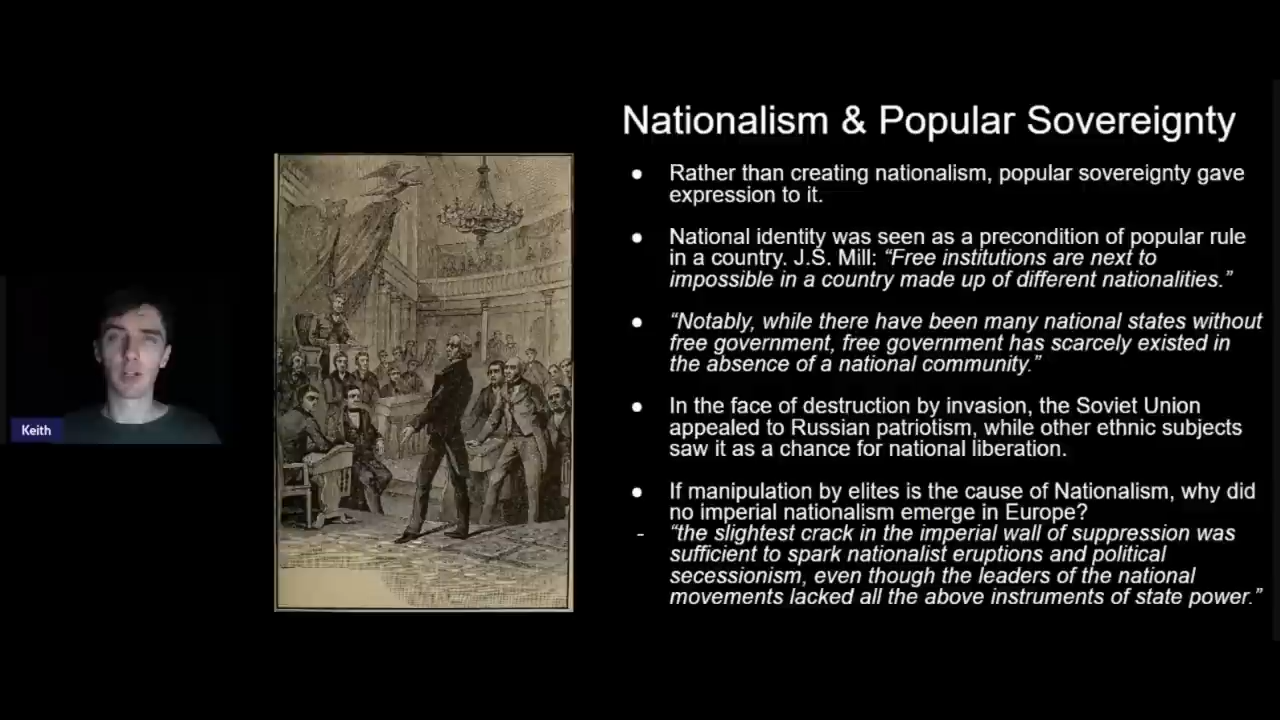 Nationalism & Popular Sovereignty
● Rather than creating nationalism, popular sovereignty gave
expression to it.
● National identity was seen as a precondition of popular rule
in a country. J.S. Mill: “Free institutions are next to
impossible in a country made up of different nationalities.”
● “Notably, while there have been many national states without
free government, free government has scarcely existed in
the absence of a national community.”
● In the face of destruction by invasion, the Soviet Union
appealed to Russian patriotism, while other ethnic subjects
saw it as a chance for national liberation.
● If manipulation by elites is the cause of Nationalism, why did
no imperial nationalism emerge in Europe?
- “the slightest crack in the imperial wall of suppression was
sufficient to spark nationalist eruptions and political
secessionism, even though the leaders of the national
movements lacked all the above instruments of state power.”
Keith